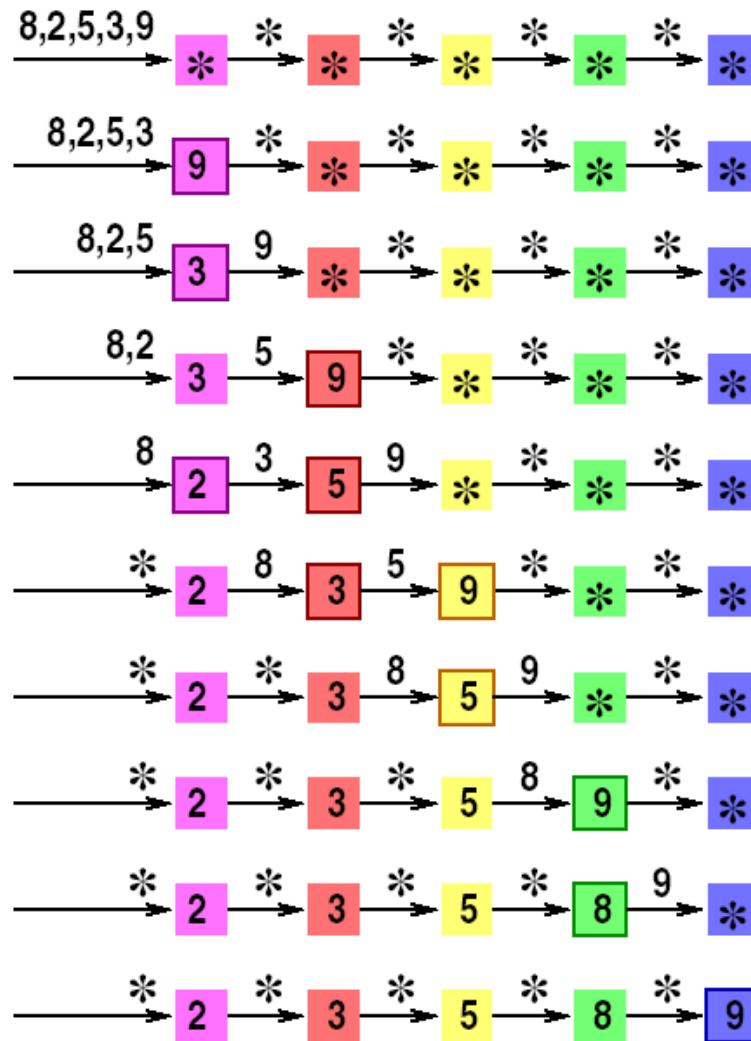 8,2,5,3,9 * * * *
* * * * *
8,2,5,3 * * * *
9 * * * *
8,2,5 9 * * *
3 * * * *
8,2 5 * * *
3 9 * * *
8 3 9 * *
2 5 * * *
* 8 5 * *
2 3 9 * *
* * 8 9 *
2 3 5 * *
* * * 8 *
2 3 5 9 *
* * * * 9
2 3 5 8 *
* * * * *
2 3 5 8 9